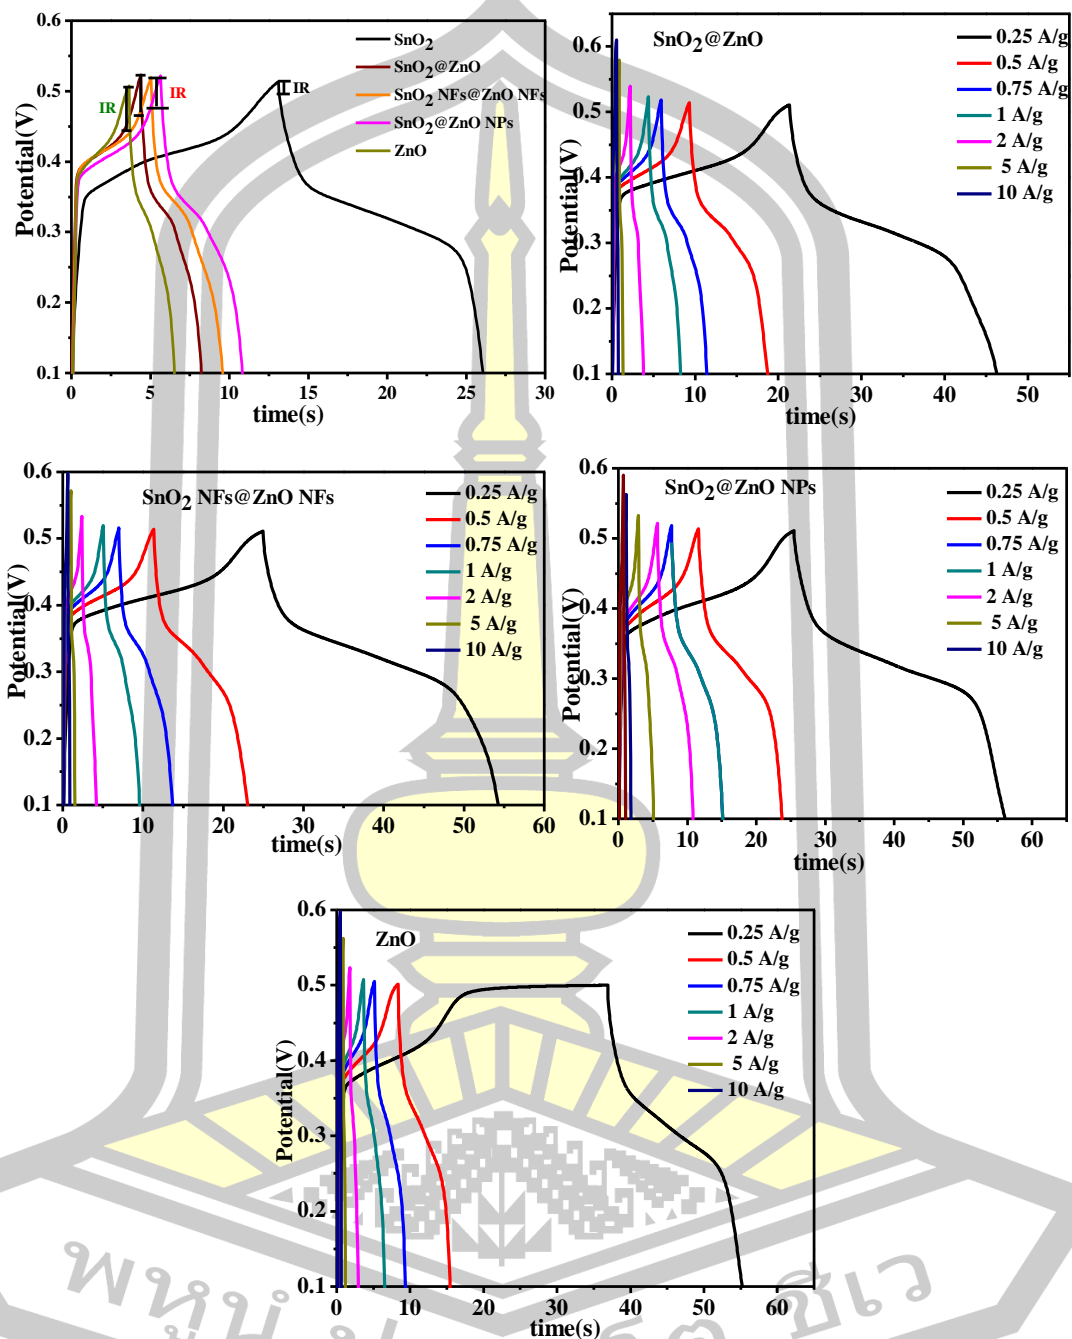 0.6
0.5
0.4
0.3
0.2
0.1
Potential(V)
0 5 10 15 20 25 30
time(s)
SnO2
SnO2@ZnO
SnO2 NFs@ZnO NFs
SnO2@ZnO NPs
ZnO
IR
IR
IR
SnO2@ZnO
0.6
0.5
0.4
0.3
0.2
0.1
Potential(V)
0 10 20 30 40 50
time(s)
0.25 A/g
0.5 A/g
0.75 A/g
1 A/g
2 A/g
5 A/g
10 A/g
SnO2 NFs@ZnO NFs
0.6
0.5
0.4
0.3
0.2
0.1
Potential(V)
0 10 20 30 40 50 60
time(s)
0.25 A/g
0.5 A/g
0.75 A/g
1 A/g
2 A/g
5 A/g
10 A/g
SnO2@ZnO NPs
0.6
0.5
0.4
0.3
0.2
0.1
Potential(V)
0 10 20 30 40 50 60
time(s)
0.25 A/g
0.5 A/g
0.75 A/g
1 A/g
2 A/g
5 A/g
10 A/g
ZnO
0.6
0.5
0.4
0.3
0.2
0.1
Potential(V)
0 10 20 30 40 50 60
time(s)
0.25 A/g
0.5 A/g
0.75 A/g
1 A/g
2 A/g
5 A/g
10 A/g
ชีเว